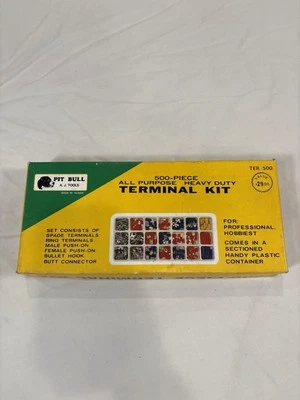 PIT BULL
A. J. TOOLS
TER-500
500-PIECE
ALL PURPOSE HEAVY DUTY
TERMINAL KIT
SET CONSISTS OF
SPADE TERMINALS
RING TERMINALS
MALE PUSH-ON
FEMALE PUSH-ON
BULLET HOOK
BUTT CONNECTOR
FOR:
PROFESSIONAL
HOBBIEST
COMES IN A
SECTIONED
HANDY PLASTIC
CONTAINER